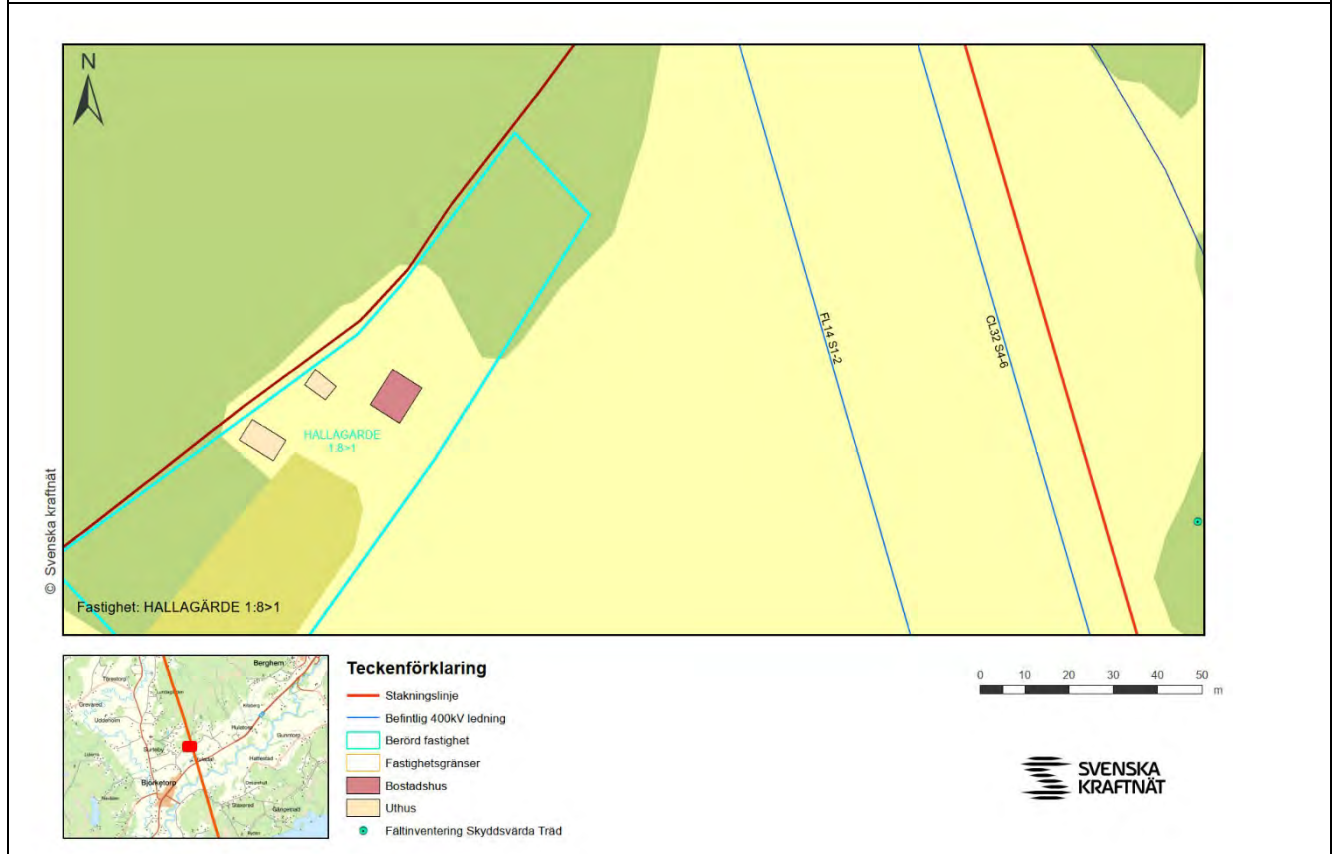 N
FL14 S1-2
CL32 S4-6
HALLAGÄRDE
1:8>1
© Svenska kraftnät
Fastighet: HALLAGÄRDE 1:8>1
Berghem
Björketorp
Teckenförklaring
Stakningslinje
Befintlig 400kV ledning
Berörd fastighet
Fastighetsgränser
Bostadshus
Uthus
Fältinventering Skyddsvärda Träd
0 10 20 30 40 50
m
SVENSKA
KRAFTNÄT